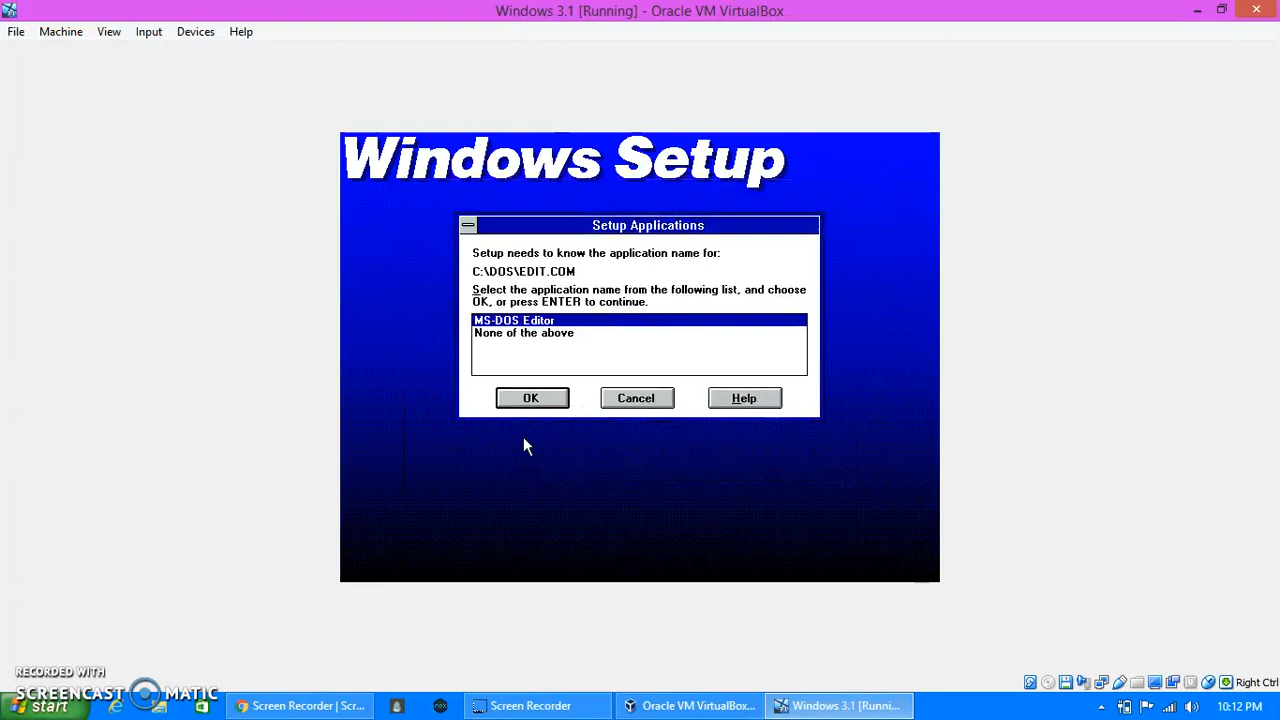 Windows 3.1 [Running] - Oracle VM VirtualBox
File Machine View Input Devices Help
Windows Setup
Setup Applications
Setup needs to know the application name for:
C:\DOS\EDIT.COM
Select the application name from the following list, and choose
OK, or press ENTER to continue.
MS-DOS Editor
None of the above
OK Cancel Help
RECORDED WITH
SCREENCAST MATIC
Right Ctrl
start
Screen Recorder | Scr...
Screen Recorder
Oracle VM VirtualBox...
Windows 3.1 [Runni...
10:12 PM